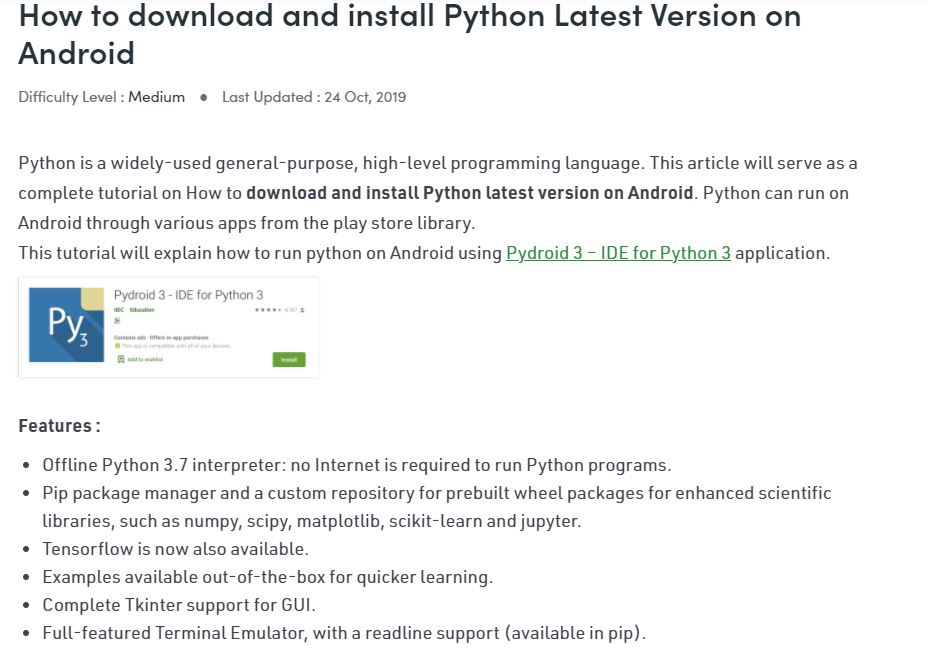 How to download and install Python Latest Version on
Android
Difficulty Level : Medium ● Last Updated : 24 Oct, 2019
Python is a widely-used general-purpose, high-level programming language. This article will serve as a
complete tutorial on How to download and install Python latest version on Android. Python can run on
Android through various apps from the play store library.
This tutorial will explain how to run python on Android using Pydroid 3 – IDE for Python 3 application.
Py3
Pydroid 3 - IDE for Python 3
IIEC Education
Contains ads · Offers in-app purchases
This app is compatible with all of your devices.
Add to wishlist
Install
Features :
• Offline Python 3.7 interpreter: no Internet is required to run Python programs.
• Pip package manager and a custom repository for prebuilt wheel packages for enhanced scientific
libraries, such as numpy, scipy, matplotlib, scikit-learn and jupyter.
• Tensorflow is now also available.
• Examples available out-of-the-box for quicker learning.
• Complete Tkinter support for GUI.
• Full-featured Terminal Emulator, with a readline support (available in pip).